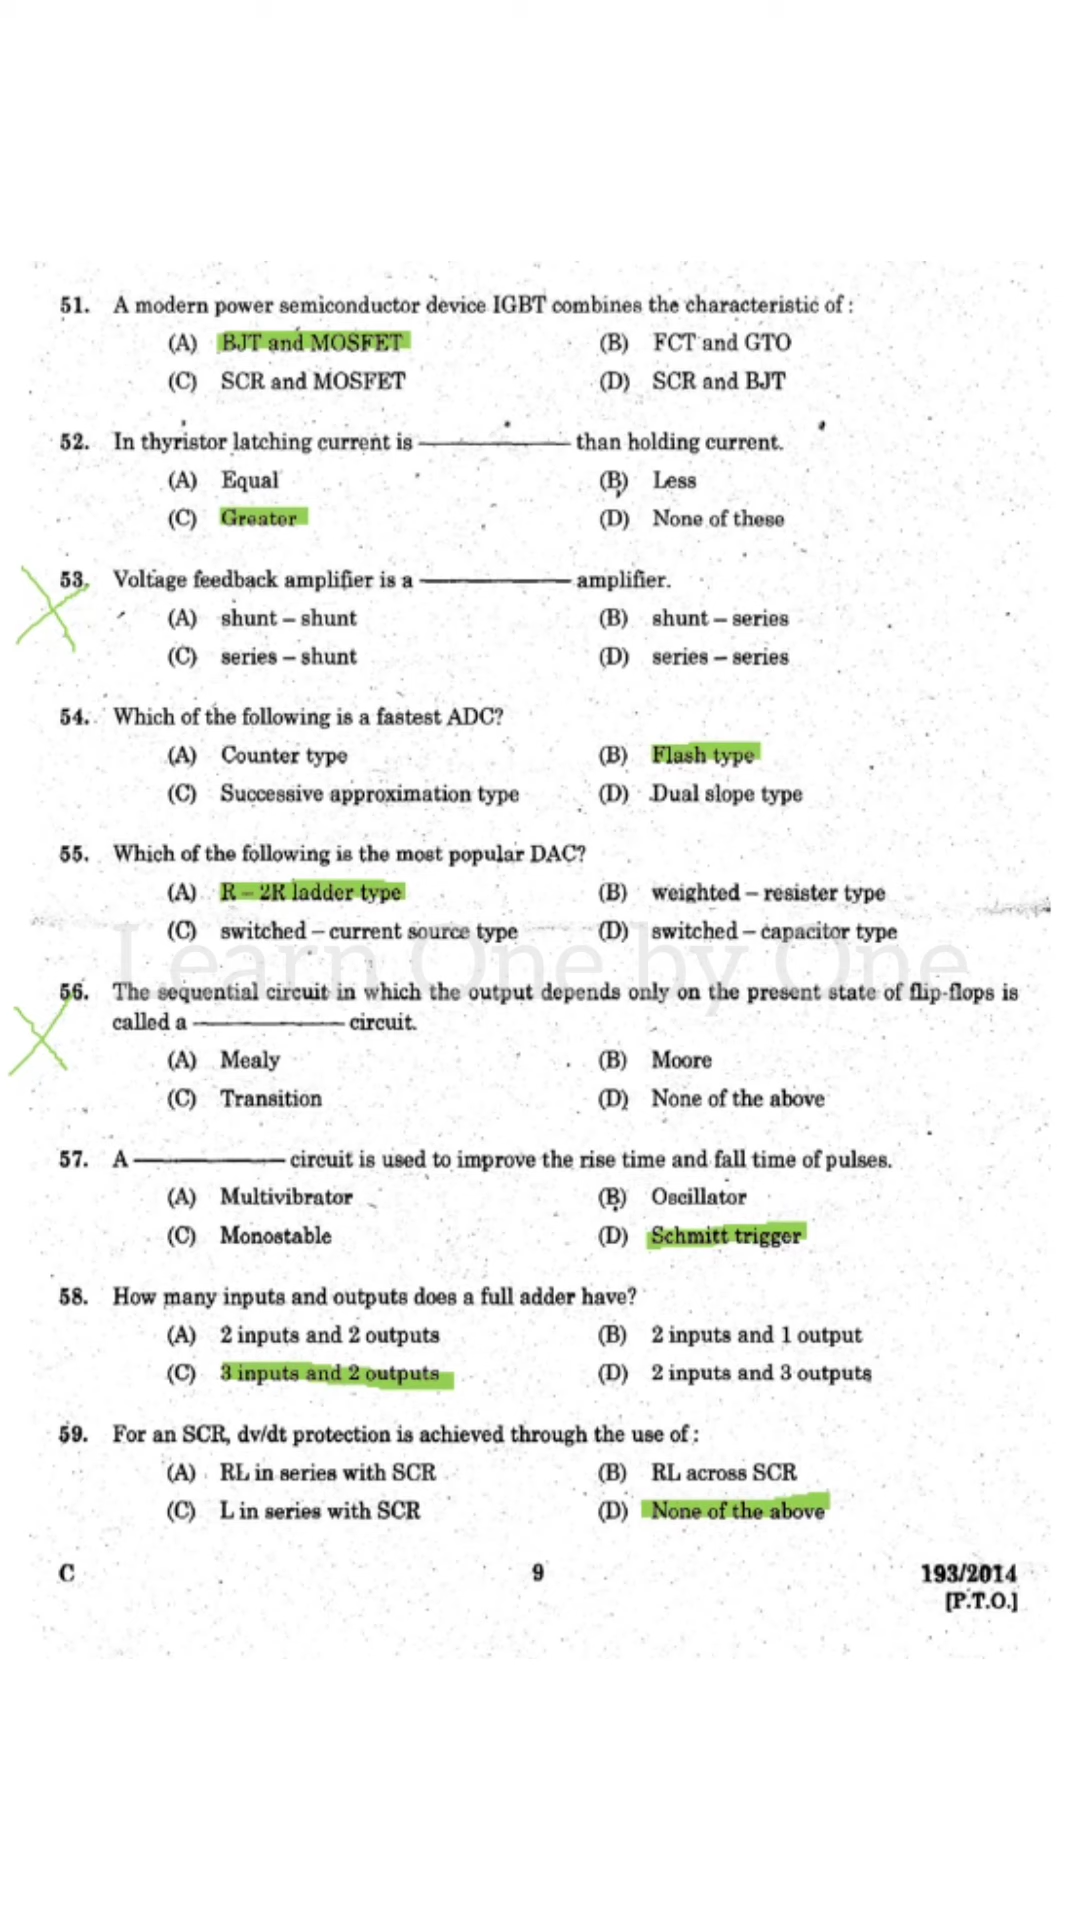 51. A modern power semiconductor device IGBT combines the characteristic of :
(A) BJT and MOSFET (B) FCT and GTO
(C) SCR and MOSFET (D) SCR and BJT
52. In thyristor latching current is ————— than holding current.
(A) Equal (B) Less
(C) Greater (D) None of these
53. Voltage feedback amplifier is a ————— amplifier.
(A) shunt – shunt (B) shunt – series
(C) series – shunt (D) series – series
54. Which of the following is a fastest ADC?
(A) Counter type (B) Flash type
(C) Successive approximation type (D) Dual slope type
55. Which of the following is the most popular DAC?
(A) R – 2R ladder type (B) weighted – resister type
(C) switched – current source type (D) switched – capacitor type
Learn One by One
56. The sequential circuit in which the output depends only on the present state of flip-flops is
called a ————— circuit.
(A) Mealy (B) Moore
(C) Transition (D) None of the above
57. A ————— circuit is used to improve the rise time and fall time of pulses.
(A) Multivibrator (B) Oscillator
(C) Monostable (D) Schmitt trigger
58. How many inputs and outputs does a full adder have?
(A) 2 inputs and 2 outputs (B) 2 inputs and 1 output
(C) 3 inputs and 2 outputs (D) 2 inputs and 3 outputs
59. For an SCR, dv/dt protection is achieved through the use of :
(A) RL in series with SCR (B) RL across SCR
(C) L in series with SCR (D) None of the above
C 9 193/2014
[P.T.O.]